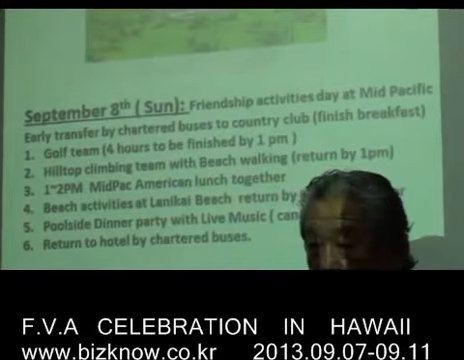 September 8th ( Sun): Friendship activities day at Mid Pacific
Early transfer by chartered buses to country club (finish breakfast)
1. Golf team (4 hours to be finished by 1 pm )
2. Hilltop climbing team with Beach walking (return by 1pm)
3. 1~2PM MidPac American lunch together
4. Beach activities at Lanikai Beach return by
5. Poolside Dinner party with Live Music ( can
6. Return to hotel by chartered buses.
F.V.A CELEBRATION IN HAWAII
www.bizknow.co.kr 2013.09.07-09.11